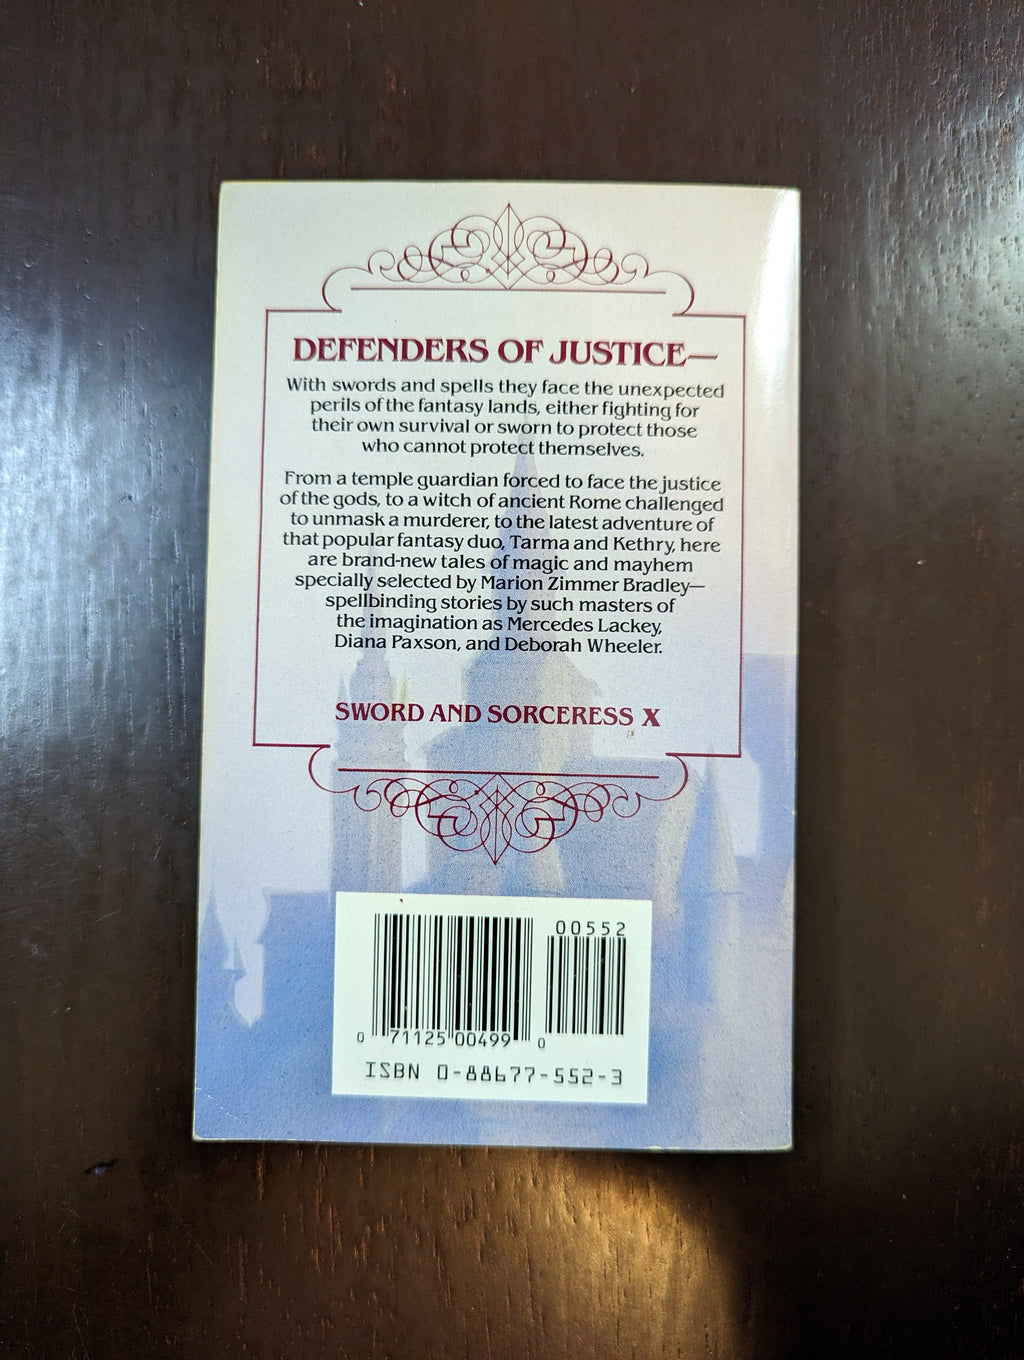 DEFENDERS OF JUSTICE—
With swords and spells they face the unexpected
perils of the fantasy lands, either fighting for
their own survival or sworn to protect those
who cannot protect themselves.
From a temple guardian forced to face the justice
of the gods, to a witch of ancient Rome challenged
to unmask a murderer, to the latest adventure of
that popular fantasy duo, Tarma and Kethry, here
are brand-new tales of magic and mayhem
specially selected by Marion Zimmer Bradley—
spellbinding stories by such masters of
the imagination as Mercedes Lackey,
Diana Paxson, and Deborah Wheeler.
SWORD AND SORCERESS X
00552
0 71125 00499 0
ISBN 0-88677-552-3